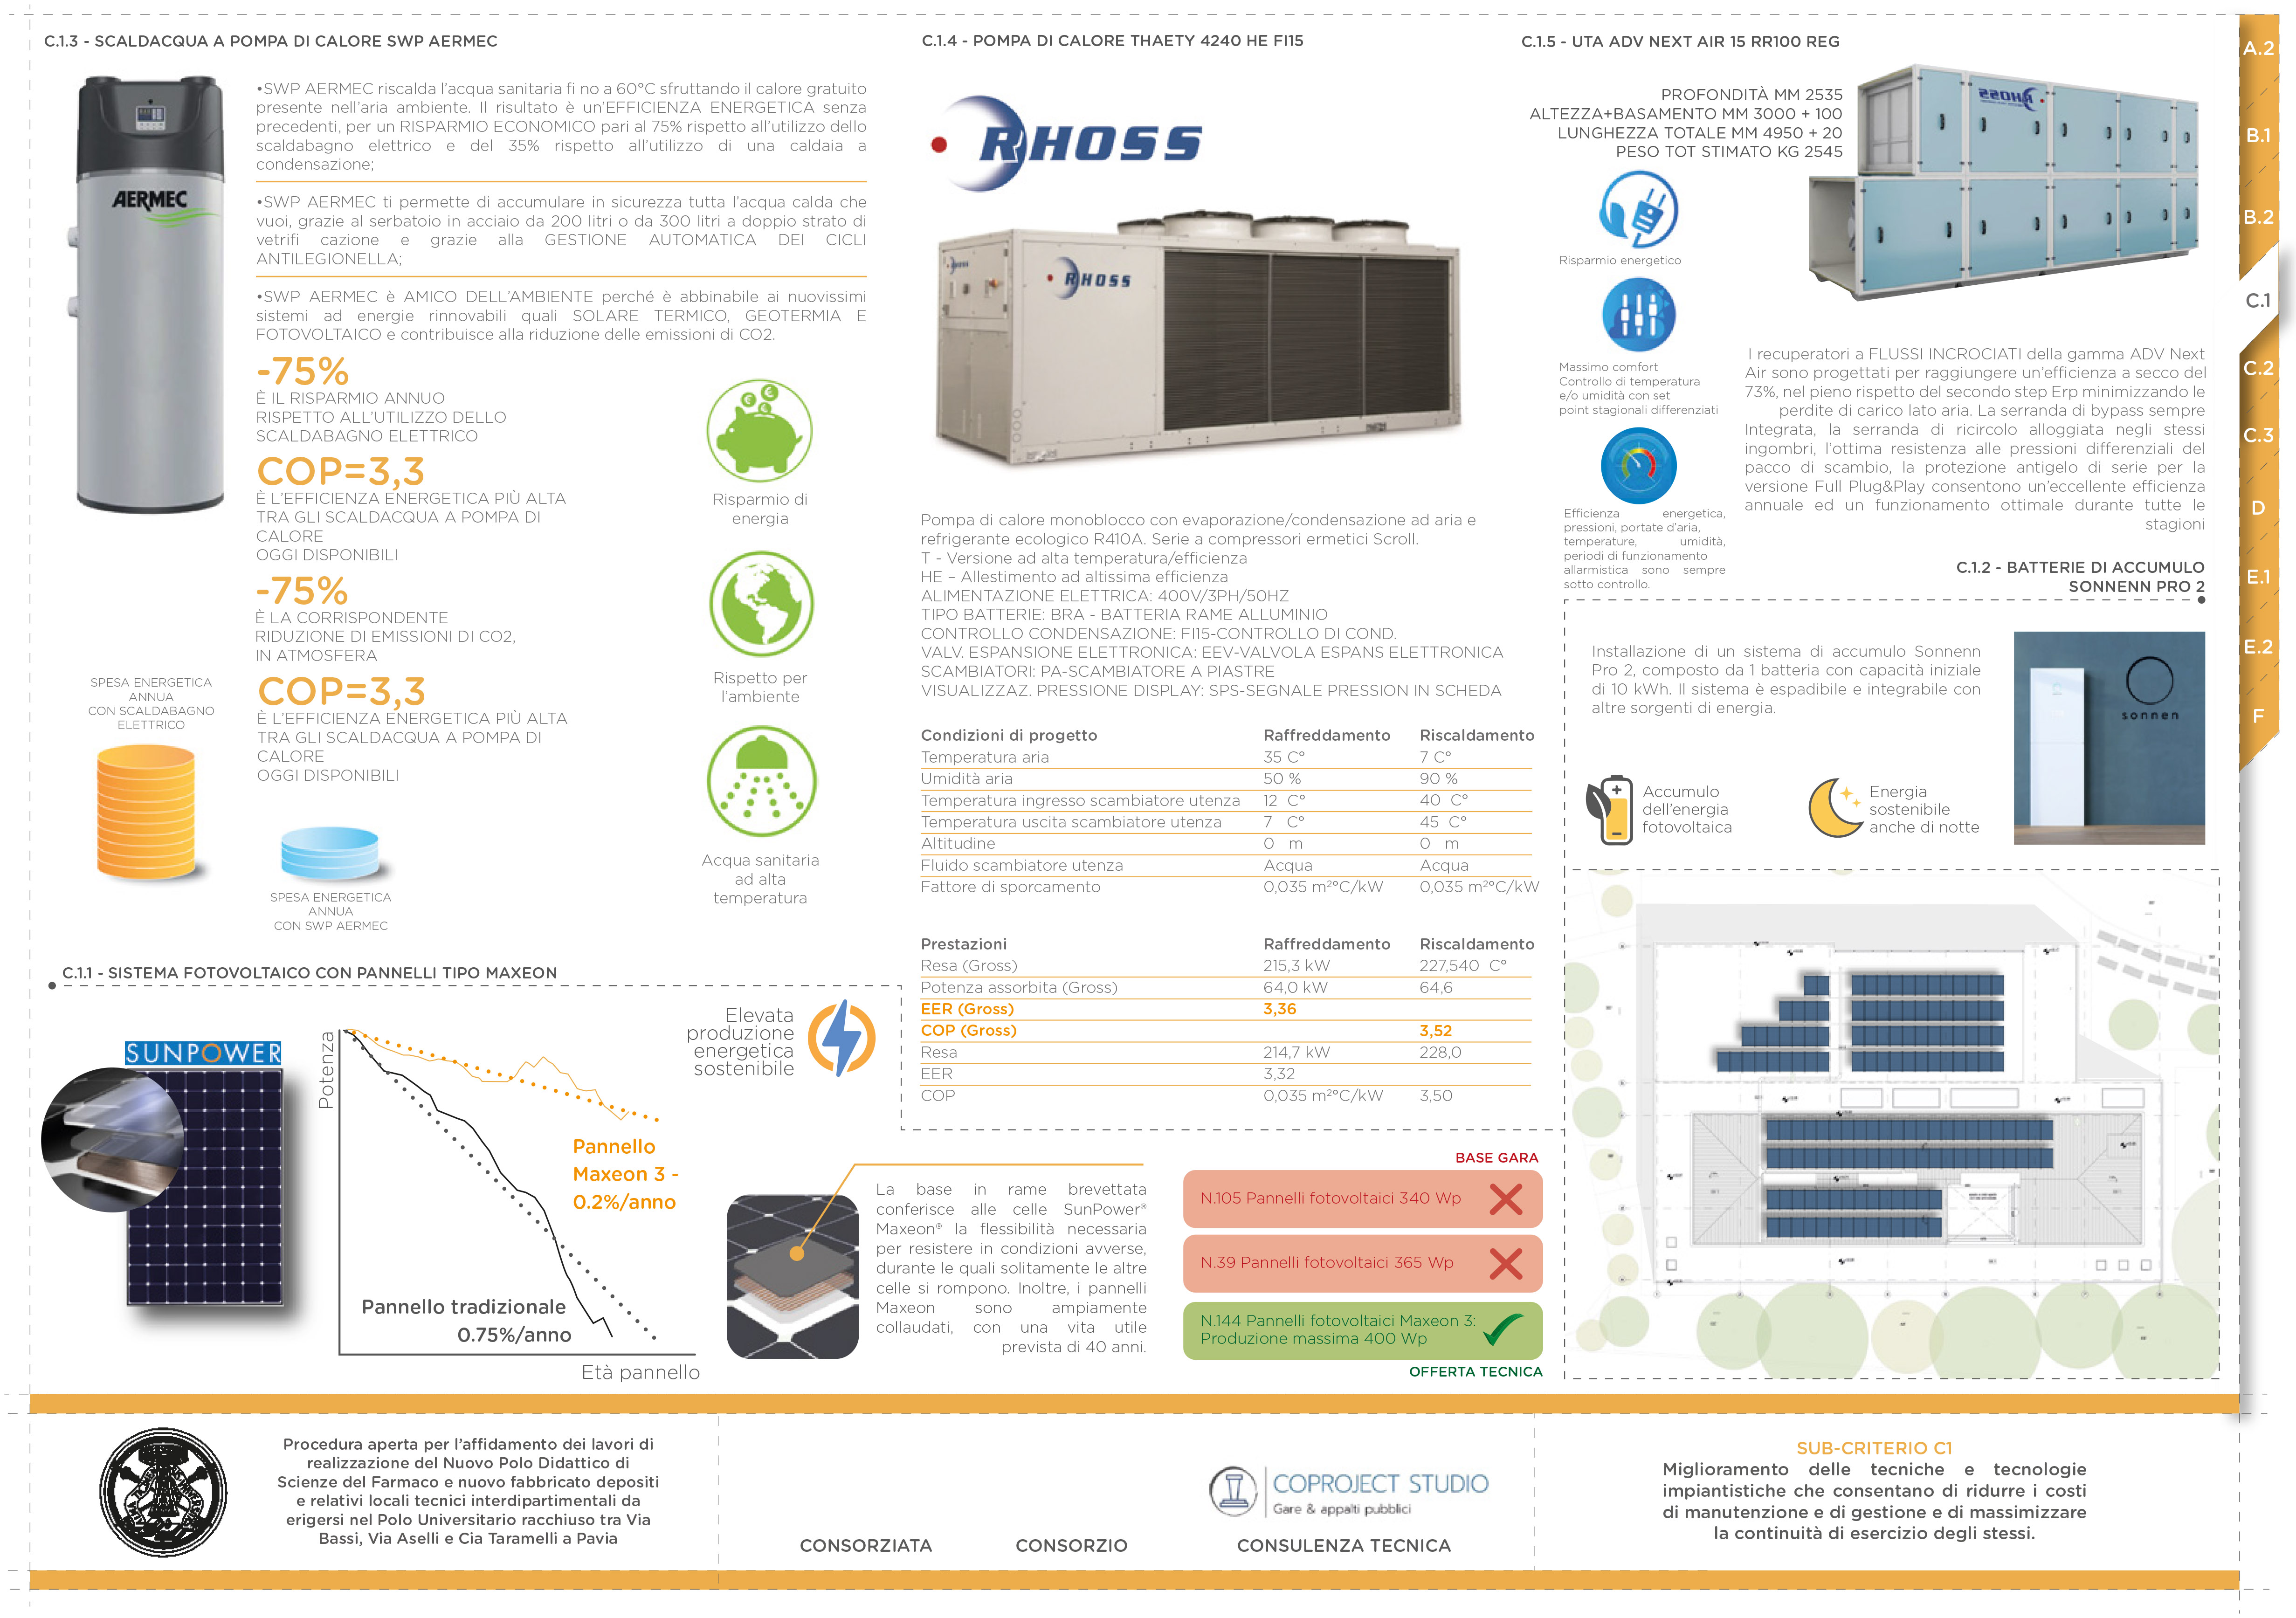 C.1.3 - SCALDACQUA A POMPA DI CALORE SWP AERMEC
AERMEC
•SWP AERMEC riscalda l'acqua sanitaria fi no a 60°C sfruttando il calore gratuito
presente nell'aria ambiente. Il risultato è un'EFFICIENZA ENERGETICA senza
precedenti, per un RISPARMIO ECONOMICO pari al 75% rispetto all'utilizzo dello
scaldabagno elettrico e del 35% rispetto all'utilizzo di una caldaia a
condensazione;
•SWP AERMEC ti permette di accumulare in sicurezza tutta l'acqua calda che
vuoi, grazie al serbatoio in acciaio da 200 litri o da 300 litri a doppio strato di
vetrifi cazione e grazie alla GESTIONE AUTOMATICA DEI CICLI
ANTILEGIONELLA;
•SWP AERMEC è AMICO DELL'AMBIENTE perché è abbinabile ai nuovissimi
sistemi ad energie rinnovabili quali SOLARE TERMICO, GEOTERMIA E
FOTOVOLTAICO e contribuisce alla riduzione delle emissioni di CO2.
-75%
È IL RISPARMIO ANNUO
RISPETTO ALL'UTILIZZO DELLO
SCALDABAGNO ELETTRICO
COP=3,3
È L'EFFICIENZA ENERGETICA PIÙ ALTA
TRA GLI SCALDACQUA A POMPA DI
CALORE
OGGI DISPONIBILI
-75%
È LA CORRISPONDENTE
RIDUZIONE DI EMISSIONI DI CO2,
IN ATMOSFERA
COP=3,3
È L'EFFICIENZA ENERGETICA PIÙ ALTA
TRA GLI SCALDACQUA A POMPA DI
CALORE
OGGI DISPONIBILI
SPESA ENERGETICA
ANNUA
CON SCALDABAGNO
ELETTRICO
SPESA ENERGETICA
ANNUA
CON SWP AERMEC
Risparmio di
energia
Rispetto per
l'ambiente
Acqua sanitaria
ad alta
temperatura
C.1.4 - POMPA DI CALORE THAETY 4240 HE FI15
RHOSS
RHOSS
RHOSS
Pompa di calore monoblocco con evaporazione/condensazione ad aria e
refrigerante ecologico R410A. Serie a compressori ermetici Scroll.
T - Versione ad alta temperatura/efficienza
HE – Allestimento ad altissima efficienza
ALIMENTAZIONE ELETTRICA: 400V/3PH/50HZ
TIPO BATTERIE: BRA - BATTERIA RAME ALLUMINIO
CONTROLLO CONDENSAZIONE: FI15-CONTROLLO DI COND.
VALV. ESPANSIONE ELETTRONICA: EEV-VALVOLA ESPANS ELETTRONICA
SCAMBIATORI: PA-SCAMBIATORE A PIASTRE
VISUALIZZAZ. PRESSIONE DISPLAY: SPS-SEGNALE PRESSION IN SCHEDA
Condizioni di progetto Raffreddamento Riscaldamento
Temperatura aria 35 C° 7 C°
Umidità aria 50 % 90 %
Temperatura ingresso scambiatore utenza 12 C° 40 C°
Temperatura uscita scambiatore utenza 7 C° 45 C°
Altitudine 0 m 0 m
Fluido scambiatore utenza Acqua Acqua
Fattore di sporcamento 0,035 m²°C/kW 0,035 m²°C/kW
Prestazioni Raffreddamento Riscaldamento
Resa (Gross) 215,3 kW 227,540 C°
Potenza assorbita (Gross) 64,0 kW 64,6
EER (Gross) 3,36
COP (Gross) 3,52
Resa 214,7 kW 228,0
EER 3,32
COP 0,035 m²°C/kW 3,50
C.1.5 - UTA ADV NEXT AIR 15 RR100 REG
PROFONDITÀ MM 2535
ALTEZZA+BASAMENTO MM 3000 + 100
LUNGHEZZA TOTALE MM 4950 + 20
PESO TOT STIMATO KG 2545
RHOSS
Risparmio energetico
Massimo comfort
Controllo di temperatura
e/o umidità con set
point stagionali differenziati
Efficienza energetica,
pressioni, portate d'aria,
temperature, umidità,
periodi di funzionamento
allarmistica sono sempre
sotto controllo.
I recuperatori a FLUSSI INCROCIATI della gamma ADV Next
Air sono progettati per raggiungere un'efficienza a secco del
73%, nel pieno rispetto del secondo step Erp minimizzando le
perdite di carico lato aria. La serranda di bypass sempre
Integrata, la serranda di ricircolo alloggiata negli stessi
ingombri, l'ottima resistenza alle pressioni differenziali del
pacco di scambio, la protezione antigelo di serie per la
versione Full Plug&Play consentono un'eccellente efficienza
annuale ed un funzionamento ottimale durante tutte le
stagioni
C.1.2 - BATTERIE DI ACCUMULO
SONNENN PRO 2
Installazione di un sistema di accumulo Sonnenn
Pro 2, composto da 1 batteria con capacità iniziale
di 10 kWh. Il sistema è espadibile e integrabile con
altre sorgenti di energia.
sonnen
Accumulo
dell'energia
fotovoltaica
Energia
sostenibile
anche di notte
A.2
B.1
B.2
C.1
C.2
C.3
D
E.1
E.2
F
C.1.1 - SISTEMA FOTOVOLTAICO CON PANNELLI TIPO MAXEON
SUNPOWER
Potenza
Pannello
Maxeon 3 -
0.2%/anno
Pannello tradizionale
0.75%/anno
Età pannello
Elevata
produzione
energetica
sostenibile
La base in rame brevettata
conferisce alle celle SunPower®
Maxeon® la flessibilità necessaria
per resistere in condizioni avverse,
durante le quali solitamente le altre
celle si rompono. Inoltre, i pannelli
Maxeon sono ampiamente
collaudati, con una vita utile
prevista di 40 anni.
BASE GARA
N.105 Pannelli fotovoltaici 340 Wp
N.39 Pannelli fotovoltaici 365 Wp
N.144 Pannelli fotovoltaici Maxeon 3:
Produzione massima 400 Wp
OFFERTA TECNICA
Procedura aperta per l'affidamento dei lavori di
realizzazione del Nuovo Polo Didattico di
Scienze del Farmaco e nuovo fabbricato depositi
e relativi locali tecnici interdipartimentali da
erigersi nel Polo Universitario racchiuso tra Via
Bassi, Via Aselli e Cia Taramelli a Pavia
CONSORZIATA
CONSORZIO
COPROJECT STUDIO
Gare & appalti pubblici
CONSULENZA TECNICA
SUB-CRITERIO C1
Miglioramento delle tecniche e tecnologie
impiantistiche che consentano di ridurre i costi
di manutenzione e di gestione e di massimizzare
la continuità di esercizio degli stessi.